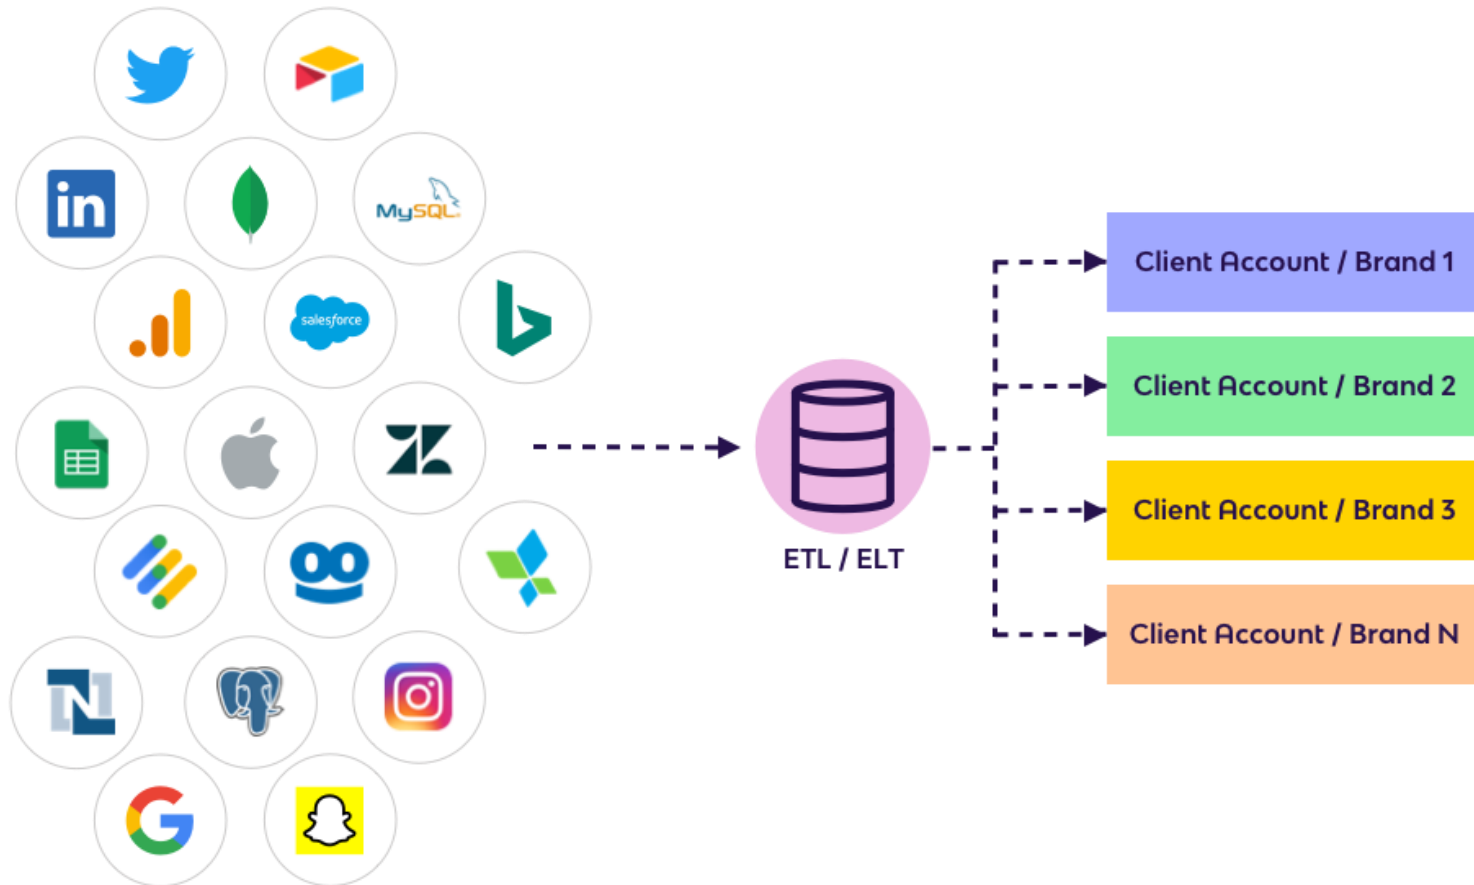 in
MySQL
salesforce
ETL / ELT
Client Account / Brand 1
Client Account / Brand 2
Client Account / Brand 3
Client Account / Brand N